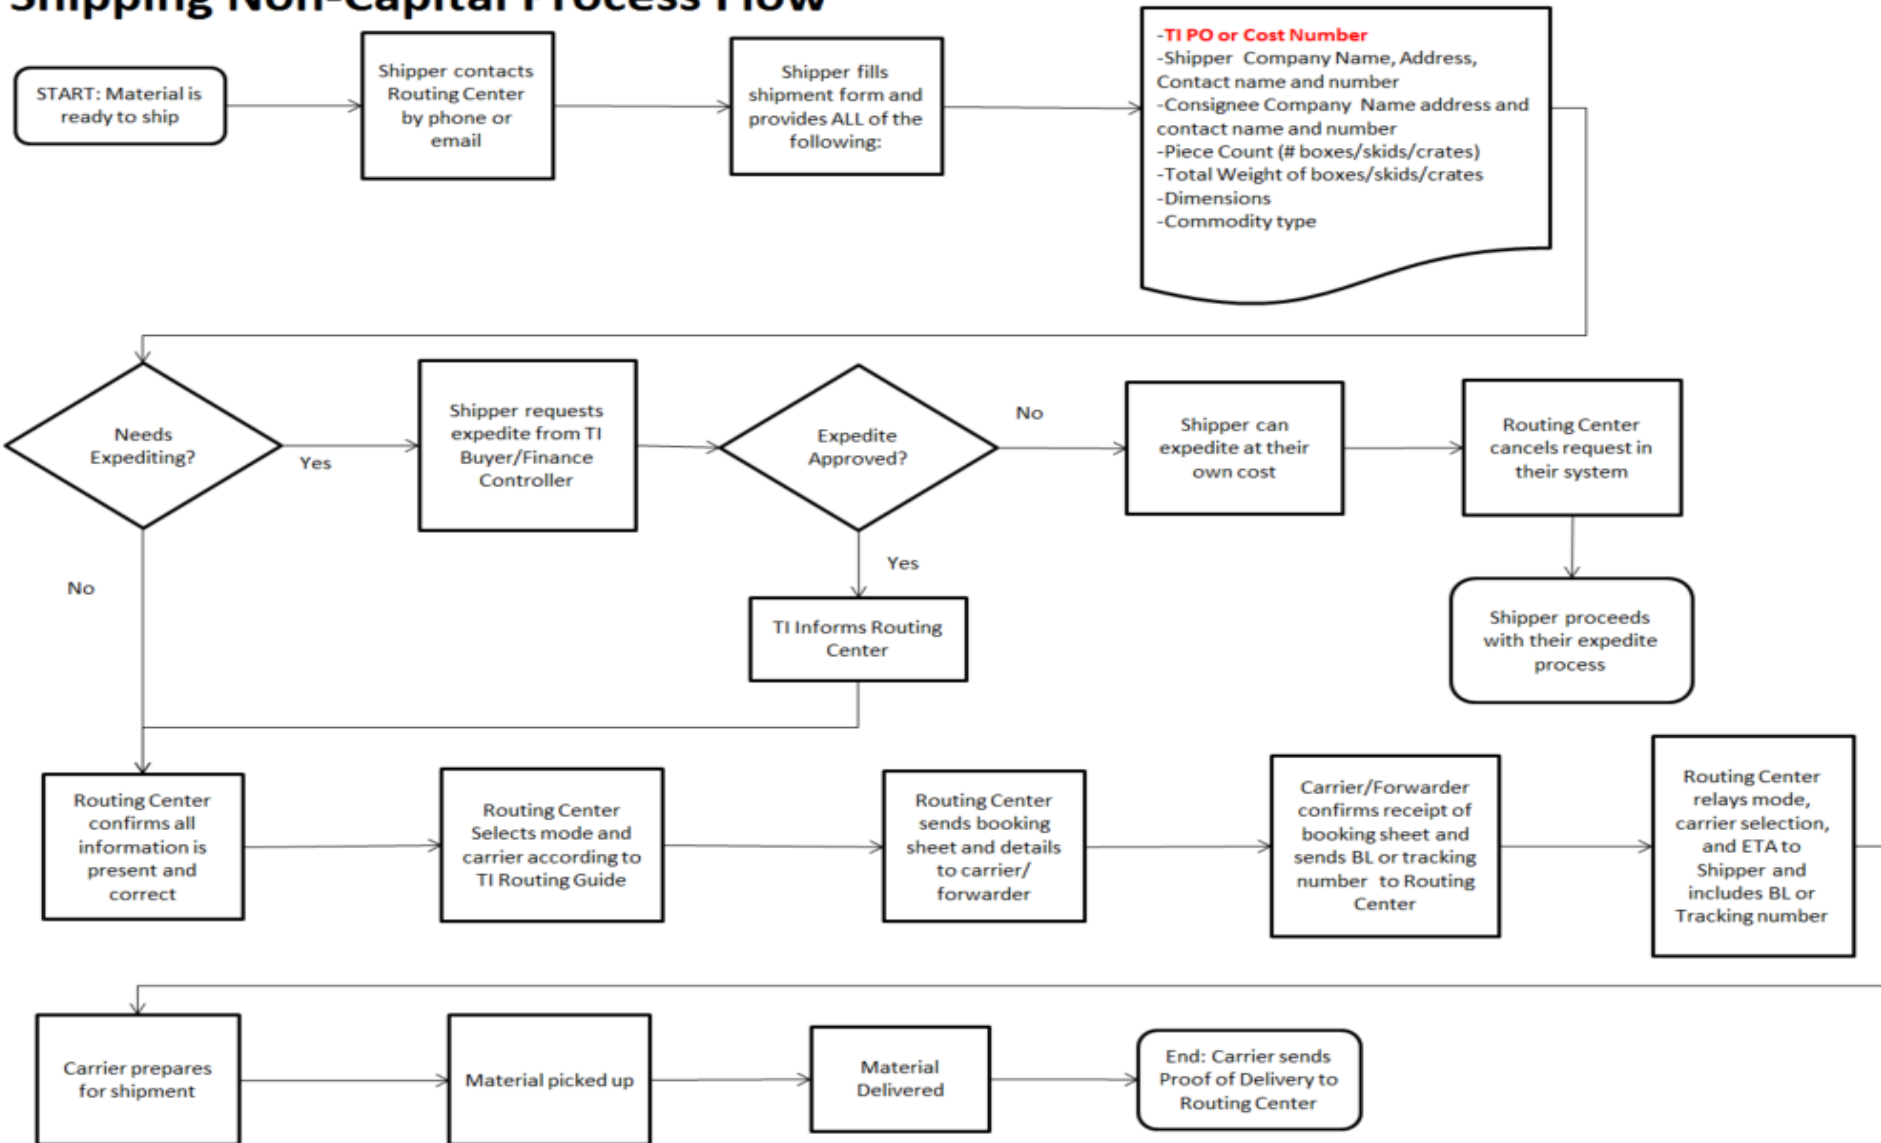 Shipping Non-Capital Process Flow
START: Material is
ready to ship
Shipper contacts
Routing Center
by phone or
email
Shipper fills
shipment form and
provides ALL of the
following:
-TI PO or Cost Number
-Shipper Company Name, Address,
Contact name and number
-Consignee Company Name address and
contact name and number
-Piece Count (# boxes/skids/crates)
-Total Weight of boxes/skids/crates
-Dimensions
-Commodity type
Needs
Expediting?
Yes
No
Shipper requests
expedite from TI
Buyer/Finance
Controller
Expedite
Approved?
No
Yes
Shipper can
expedite at their
own cost
Routing Center
cancels request in
their system
Shipper proceeds
with their expedite
process
TI Informs Routing
Center
Routing Center
confirms all
information is
present and
correct
Routing Center
Selects mode and
carrier according to
TI Routing Guide
Routing Center
sends booking
sheet and details
to carrier/
forwarder
Carrier/Forwarder
confirms receipt of
booking sheet and
sends BL or tracking
number to Routing
Center
Routing Center
relays mode,
carrier selection,
and ETA to
Shipper and
includes BL or
Tracking number
Carrier prepares
for shipment
Material picked up
Material
Delivered
End: Carrier sends
Proof of Delivery to
Routing Center